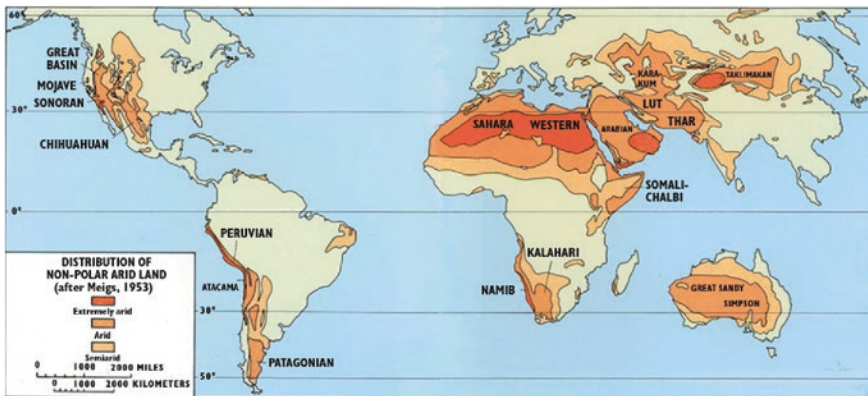 60°
GREAT
BASIN
MOJAVE
SONORAN
30°
CHIHUAHUAN
KARA
KUM
TAKLIMAKAN
LUT
THAR
SAHARA WESTERN
ARABIAN
SOMALI-
CHALBI
0°
PERUVIAN
ATACAMA
KALAHARI
NAMIB
GREAT SANDY
SIMPSON
30°
PATAGONIAN
50°
DISTRIBUTION OF
NON-POLAR ARID LAND
(after Meigs, 1953)
Extremely arid
Arid
Semiarid
0 1000 2000 MILES
0 1000 2000 KILOMETERS